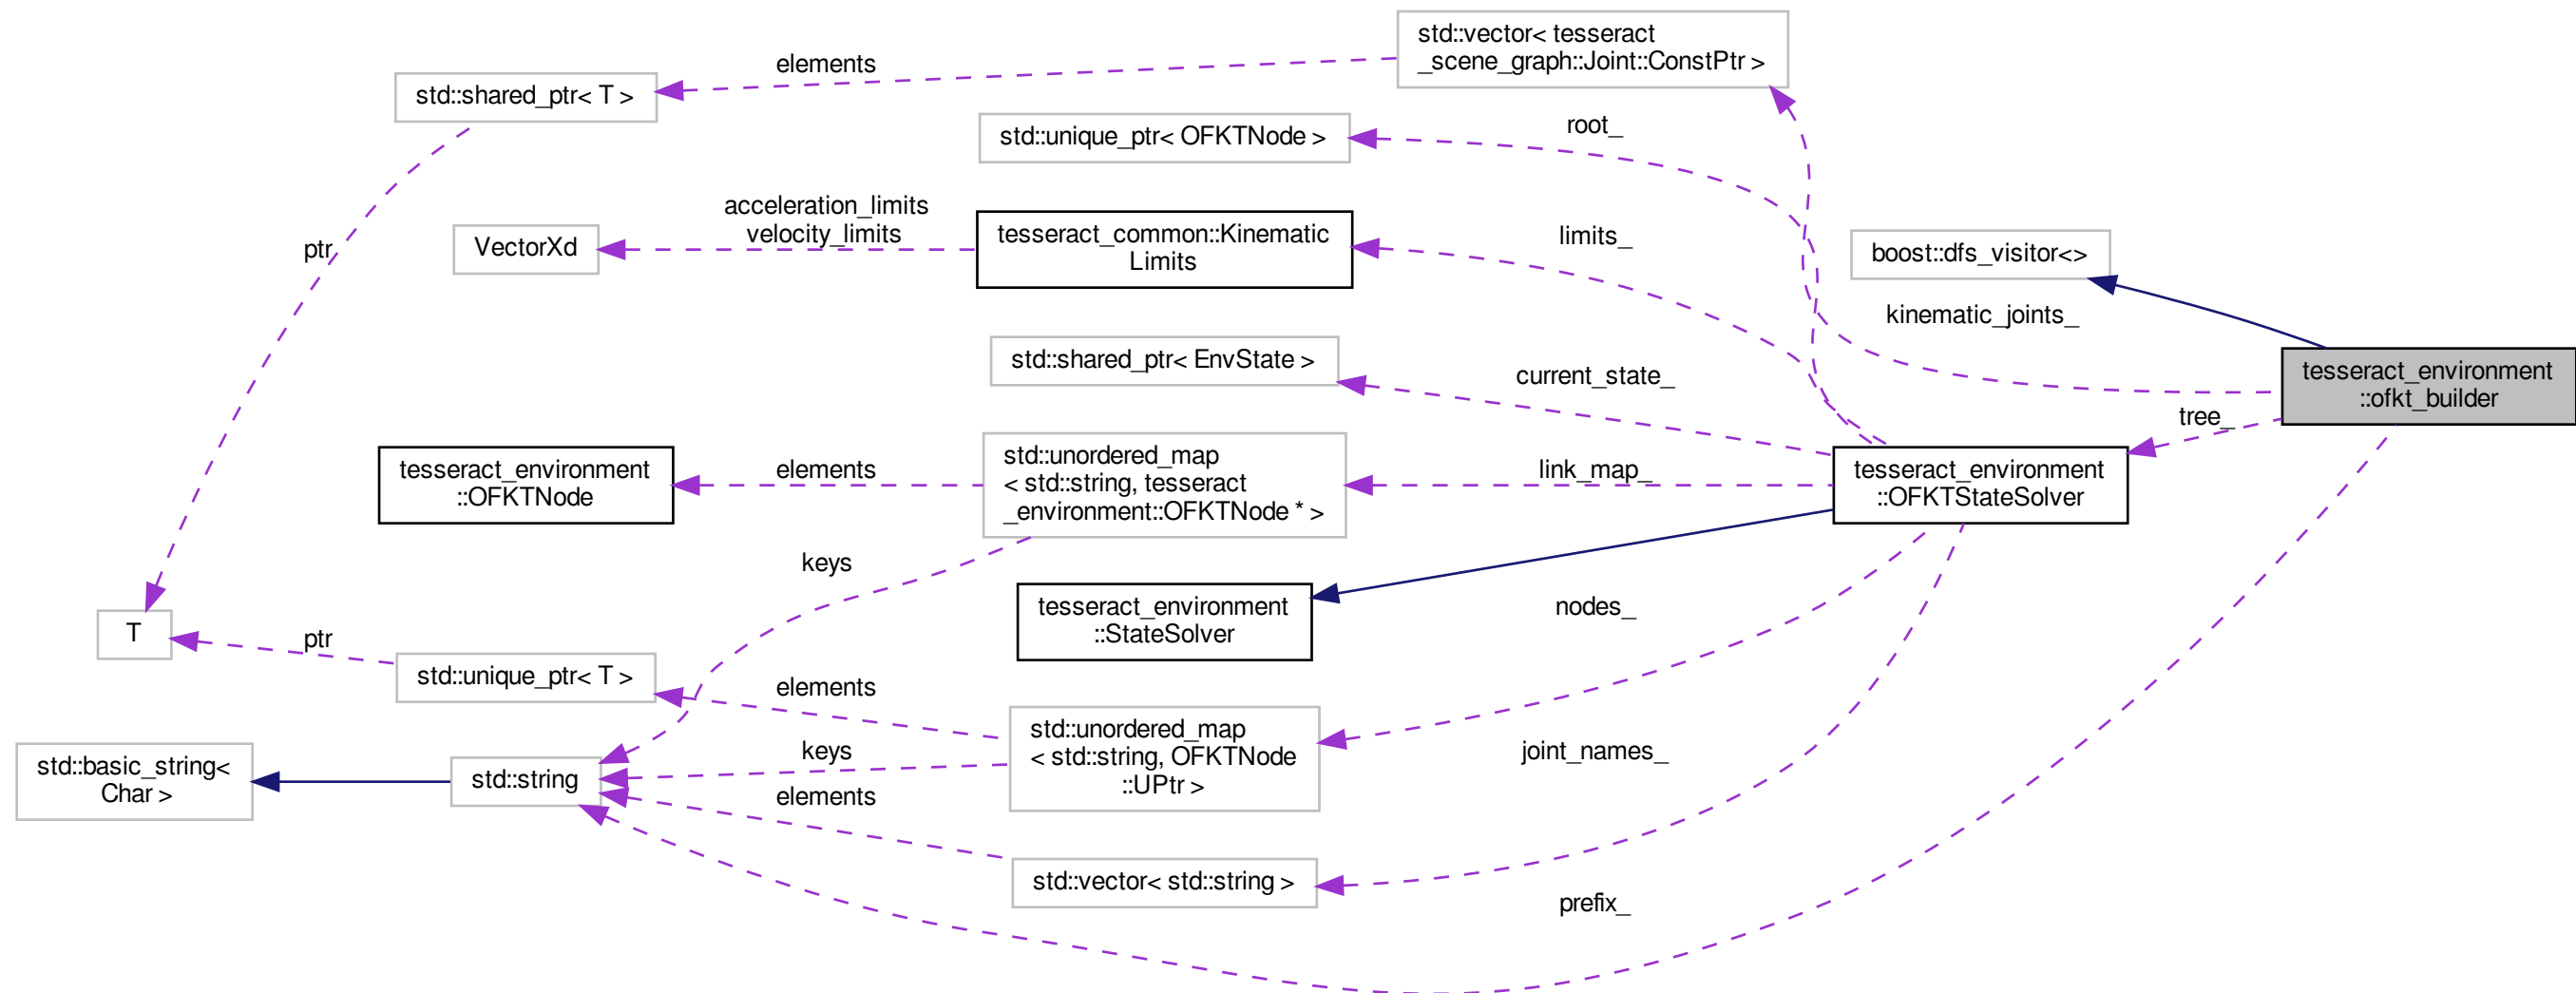 std::vector< tesseract
_scene_graph::Joint::ConstPtr >
elements
std::shared_ptr< T >
root_
std::unique_ptr< OFKTNode >
acceleration_limits
velocity_limits
limits_
tesseract_common::Kinematic
Limits
VectorXd
ptr
boost::dfs_visitor<>
kinematic_joints_
std::shared_ptr< EnvState >
current_state_
tesseract_environment
::ofkt_builder
tree_
tesseract_environment
::OFKTNode
elements
std::unordered_map
< std::string, tesseract
_environment::OFKTNode * >
link_map_
tesseract_environment
::OFKTStateSolver
keys
tesseract_environment
::StateSolver
nodes_
T
ptr
std::unique_ptr< T >
elements
std::unordered_map
< std::string, OFKTNode
::UPtr >
keys
joint_names_
std::basic_string<
Char >
std::string
elements
std::vector< std::string >
prefix_